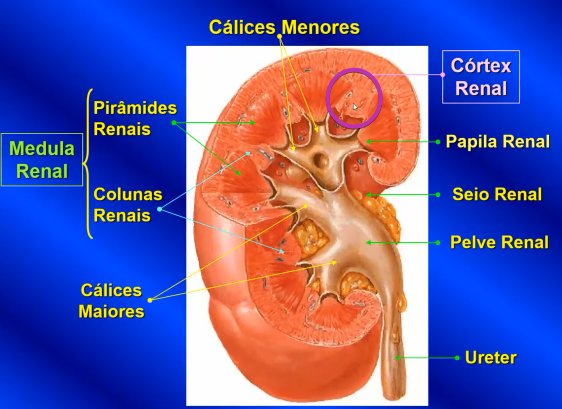 Cálices Menores
Córtex
Renal
Pirâmides
Renais
Medula
Renal
Papila Renal
Colunas
Renais
Seio Renal
Pelve Renal
Cálices
Maiores
Ureter